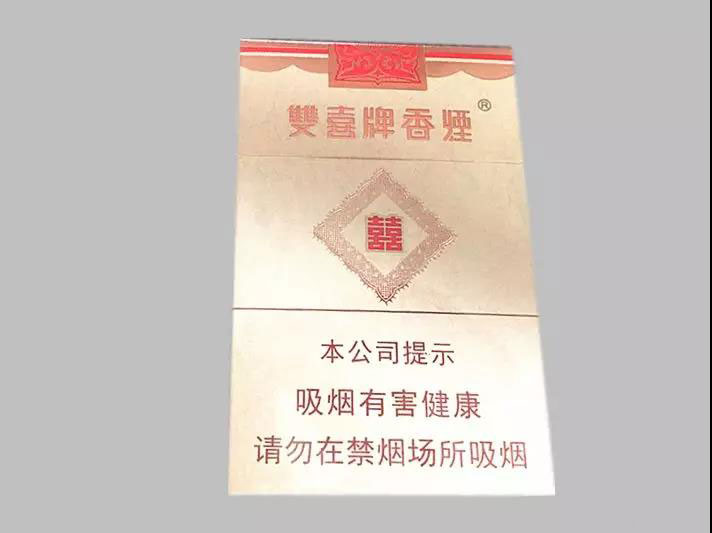 雙喜牌香煙®
囍
本公司提示
吸烟有害健康
请勿在禁烟场所吸烟